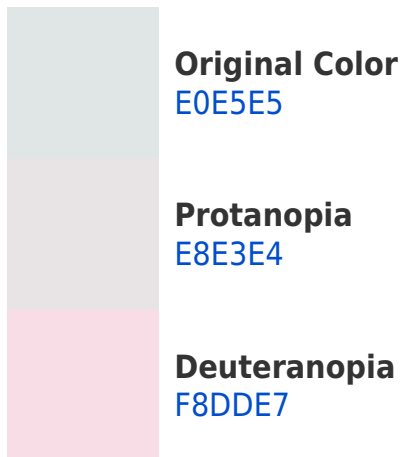 Original Color
E0E5E5
Protanopia
E8E3E4
Deuteranopia
F8DDE7